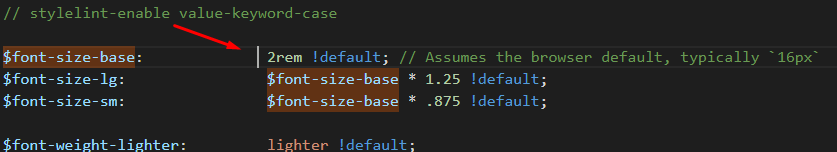 // stylelint-enable value-keyword-case
$font-size-base: 2rem !default; // Assumes the browser default, typically `16px`
$font-size-lg: $font-size-base * 1.25 !default;
$font-size-sm: $font-size-base * .875 !default;
$font-weight-lighter: lighter !default;